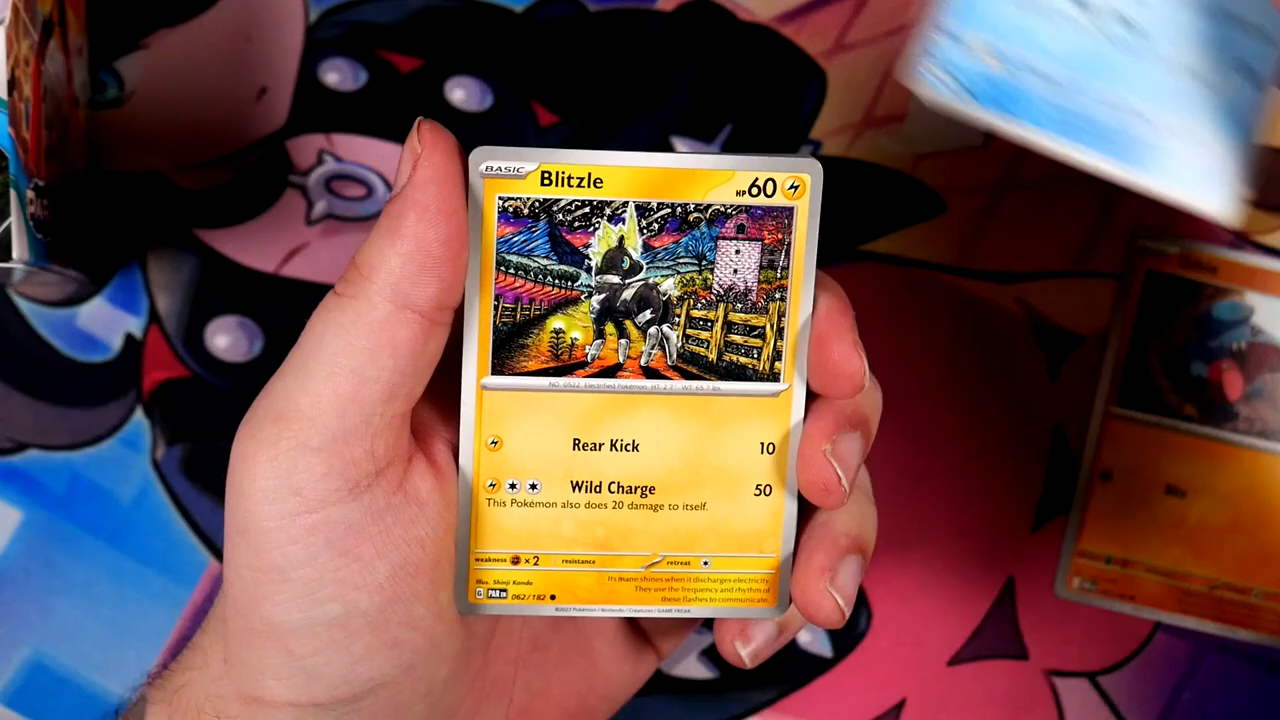 BASIC Blitzle HP 60
NO. 0522 Electrified Pokémon HT: 2'7" WT: 65.7 lbs.
Rear Kick 10
Wild Charge 50
This Pokémon also does 20 damage to itself.
weakness ×2 resistance retreat
Illus. Shinji Kanda
Its mane shines when it discharges electricity.
They use the frequency and rhythm of
these flashes to communicate.
G PAR EN 062/182
©2023 Pokémon / Nintendo / Creatures / GAME FREAK